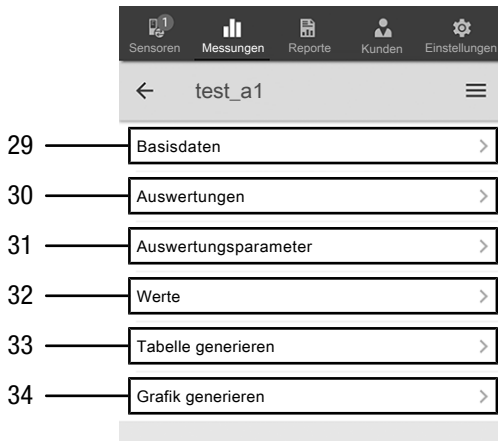 1
Sensoren Messungen Reporte Kunden Einstellungen
test_a1
29 Basisdaten
30 Auswertungen
31 Auswertungsparameter
32 Werte
33 Tabelle generieren
34 Grafik generieren